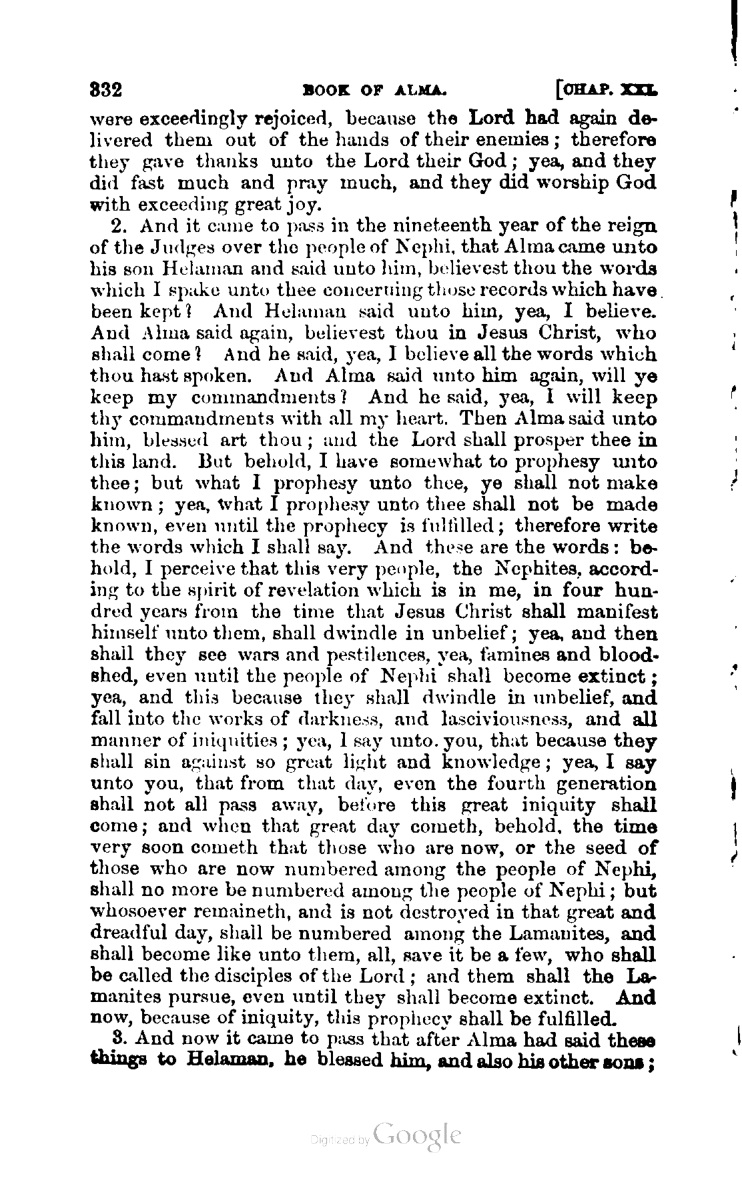 332 BOOK OF ALMA. [CHAP. XXI.
were exceedingly rejoiced, because the Lord had again de-
livered them out of the hands of their enemies; therefore
they gave thanks unto the Lord their God; yea, and they
did fast much and pray much, and they did worship God
with exceeding great joy.
2. And it came to pass in the nineteenth year of the reign
of the Judges over the people of Nephi, that Alma came unto
his son Helaman and said unto him, believest thou the words
which I spake unto thee concerning those records which have
been kept? And Helaman said unto him, yea, I believe.
And Alma said again, believest thou in Jesus Christ, who
shall come? And he said, yea, I believe all the words which
thou hast spoken. And Alma said unto him again, will ye
keep my commandments? And he said, yea, I will keep
thy commandments with all my heart. Then Alma said unto
him, blessed art thou; and the Lord shall prosper thee in
this land. But behold, I have somewhat to prophesy unto
thee; but what I prophesy unto thee, ye shall not make
known; yea, what I prophesy unto thee shall not be made
known, even until the prophecy is fulfilled; therefore write
the words which I shall say. And these are the words: be-
hold, I perceive that this very people, the Nephites, accord-
ing to the spirit of revelation which is in me, in four hun-
dred years from the time that Jesus Christ shall manifest
himself unto them, shall dwindle in unbelief; yea, and then
shall they see wars and pestilences, yea, famines and blood-
shed, even until the people of Nephi shall become extinct;
yea, and this because they shall dwindle in unbelief, and
fall into the works of darkness, and lasciviousness, and all
manner of iniquities; yea, I say unto. you, that because they
shall sin against so great light and knowledge; yea, I say
unto you, that from that day, even the fourth generation
shall not all pass away, before this great iniquity shall
come; and when that great day cometh, behold, the time
very soon cometh that those who are now, or the seed of
those who are now numbered among the people of Nephi,
shall no more be numbered among the people of Nephi; but
whosoever remaineth, and is not destroyed in that great and
dreadful day, shall be numbered among the Lamanites, and
shall become like unto them, all, save it be a few, who shall
be called the disciples of the Lord; and them shall the La-
manites pursue, even until they shall become extinct. And
now, because of iniquity, this prophecy shall be fulfilled.
3. And now it came to pass that after Alma had said these
things to Helaman, he blessed him, and also his other sons;
Digitized by Google